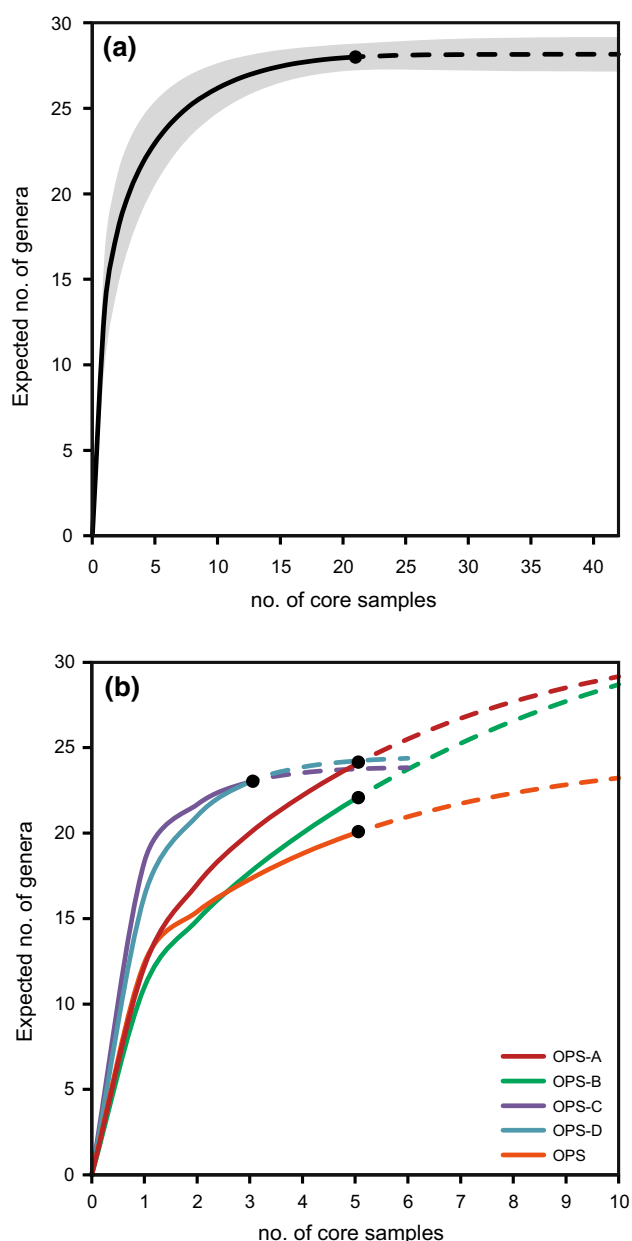 (a)
Expected no. of genera
30
25
20
15
10
5
0
0 5 10 15 20 25 30 35 40
no. of core samples
(b)
Expected no. of genera
30
25
20
15
10
5
0
OPS-A
OPS-B
OPS-C
OPS-D
OPS
0 1 2 3 4 5 6 7 8 9 10
no. of core samples